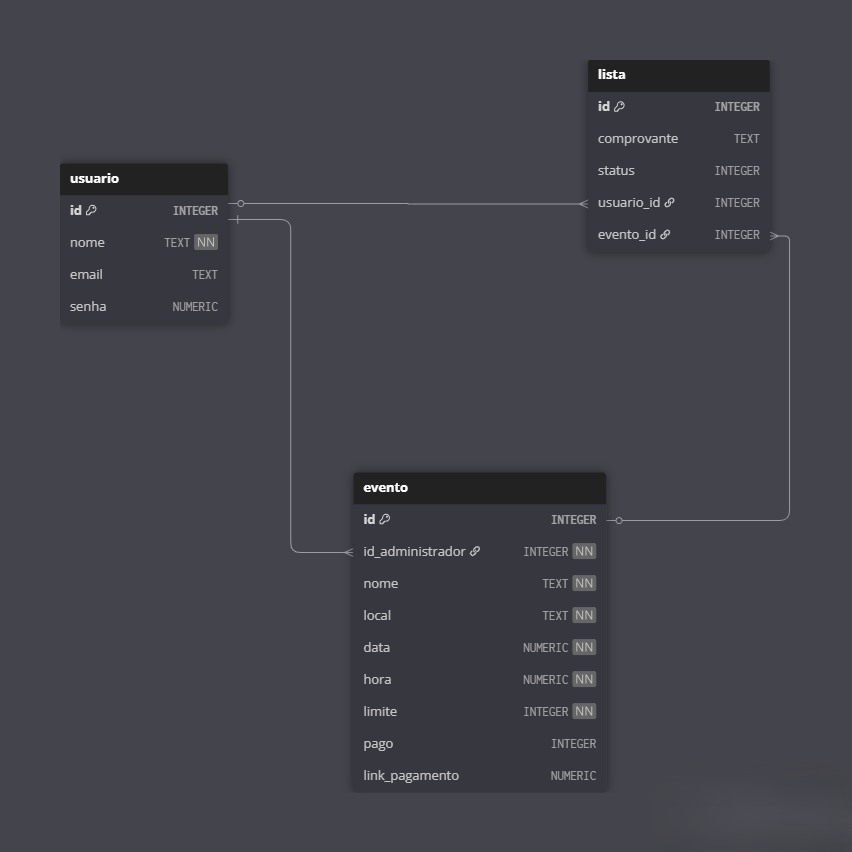 usuario
id INTEGER
nome TEXT NN
email TEXT
senha NUMERIC
lista
id INTEGER
comprovante TEXT
status INTEGER
usuario_id INTEGER
evento_id INTEGER
evento
id INTEGER
id_administrador INTEGER NN
nome TEXT NN
local TEXT NN
data NUMERIC NN
hora NUMERIC NN
limite INTEGER NN
pago INTEGER
link_pagamento NUMERIC